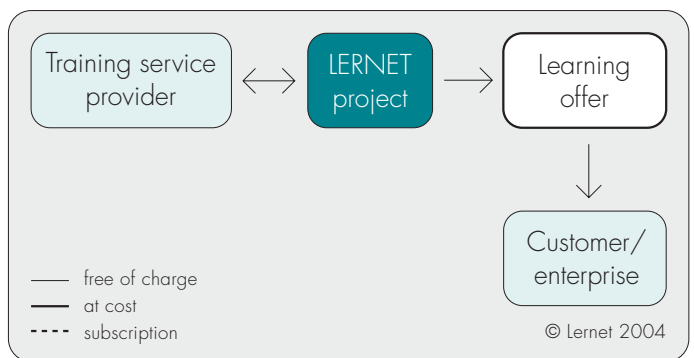 Training service
provider
LERNET
project
Learning
offer
Customer/
enterprise
free of charge
at cost
subscription
© Lernet 2004